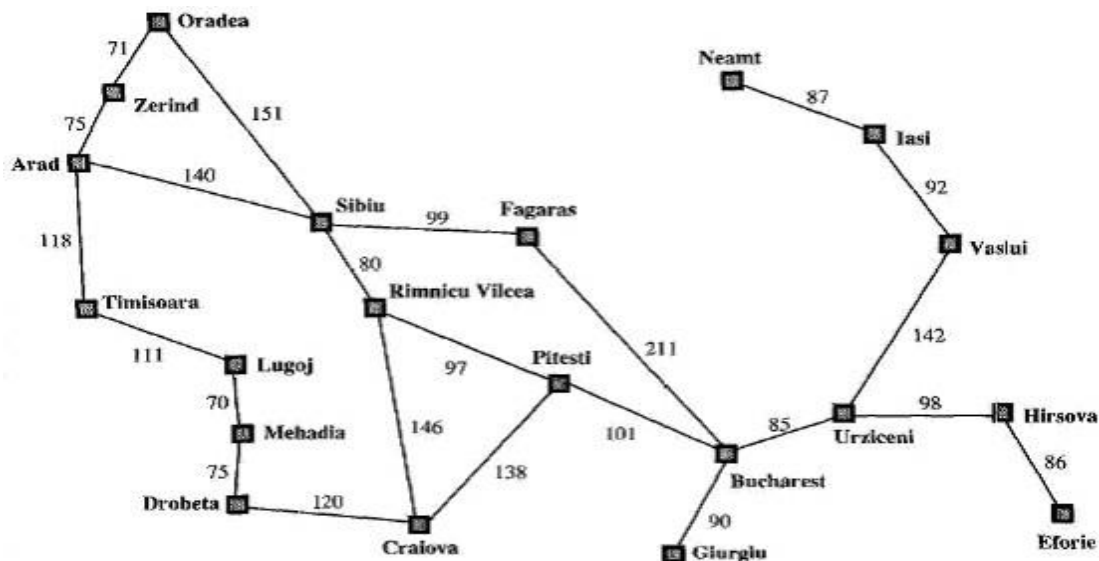 Oradea
71
Neamt
87
Zerind
151
75
Iasi
Arad
140
92
Sibiu
99
Fagaras
118
Vaslui
80
Timisoara
Rimnicu Vilcea
142
111
Lugoj
97
Pitesti
211
70
98
Hirsova
Mehadia
146
101
85
Urziceni
75
138
Bucharest
86
Drobeta
120
90
Craiova
Giurgiu
Eforie